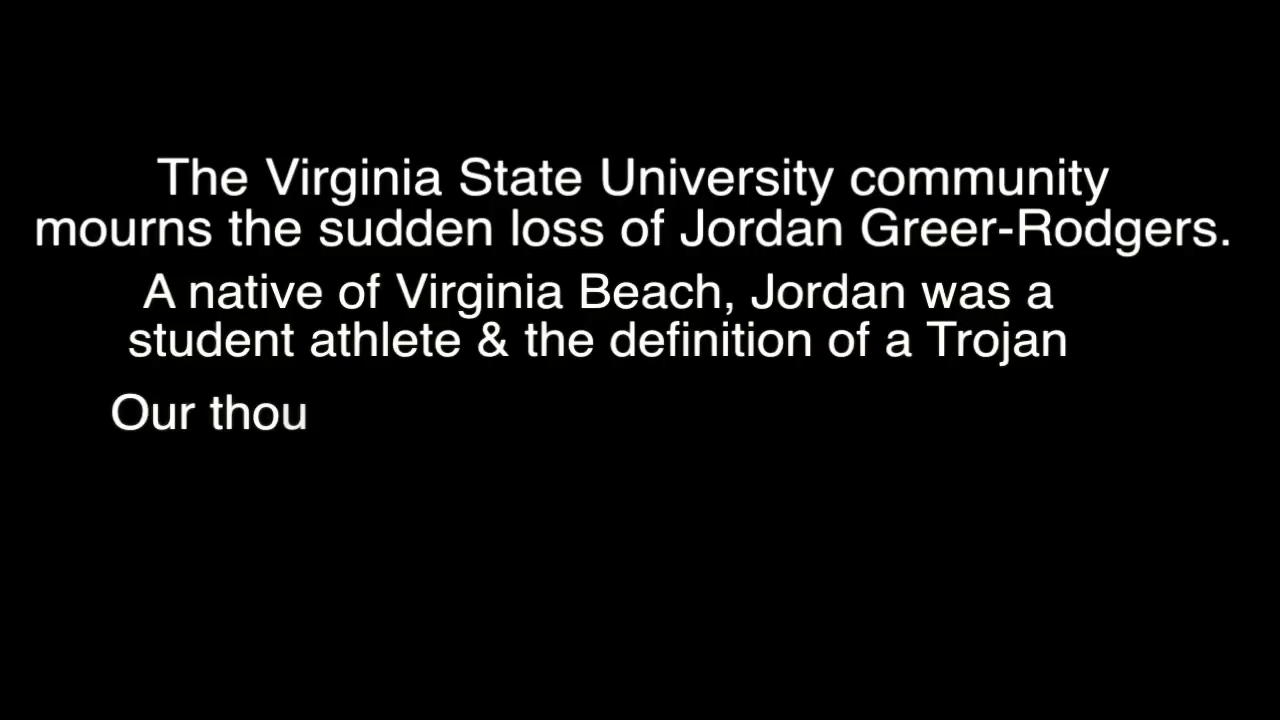 The Virginia State University community
mourns the sudden loss of Jordan Greer-Rodgers.
A native of Virginia Beach, Jordan was a
student athlete & the definition of a Trojan
Our thou